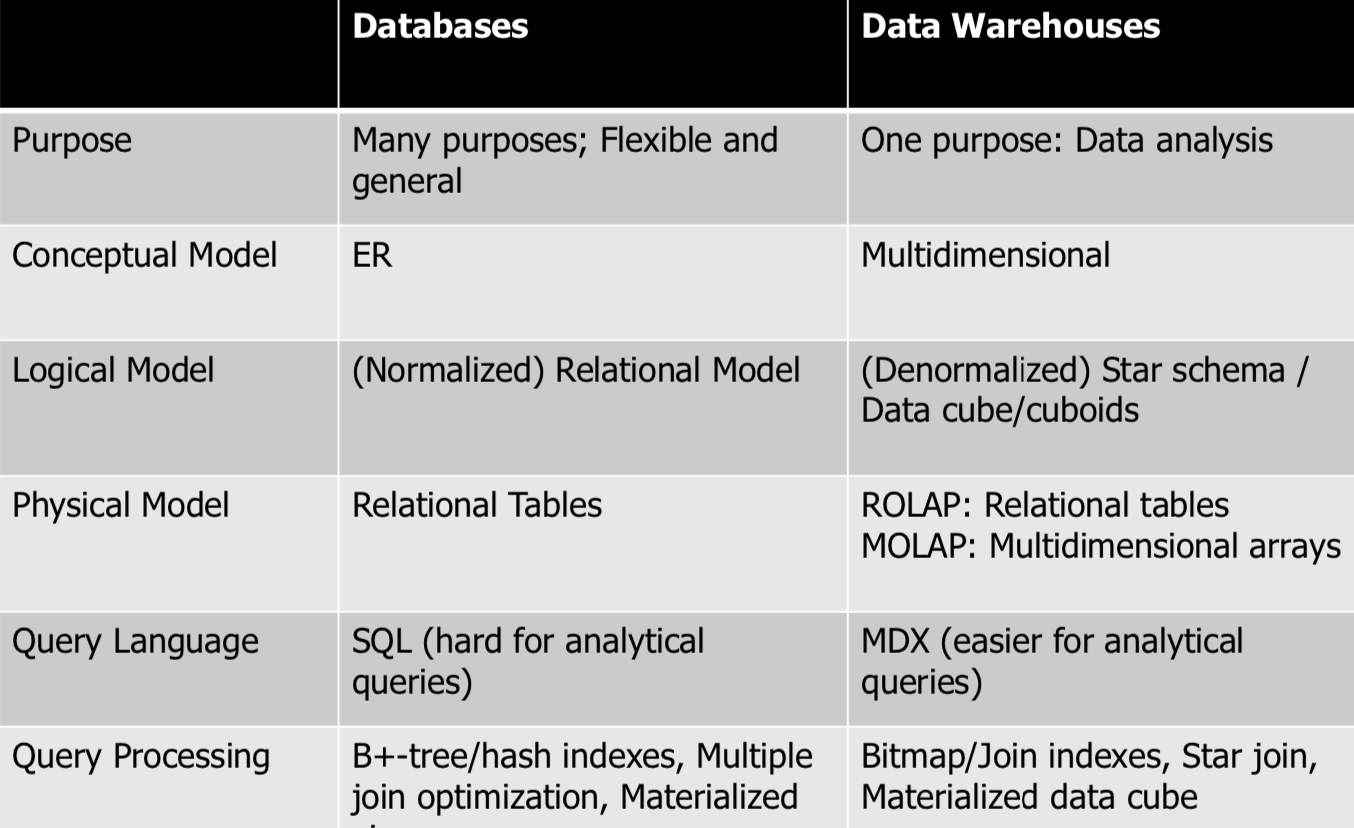 Databases
Data Warehouses
Purpose
Many purposes; Flexible and
general
One purpose: Data analysis
Conceptual Model
ER
Multidimensional
Logical Model
(Normalized) Relational Model
(Denormalized) Star schema /
Data cube/cuboids
Physical Model
Relational Tables
ROLAP: Relational tables
MOLAP: Multidimensional arrays
Query Language
SQL (hard for analytical
queries)
MDX (easier for analytical
queries)
Query Processing
B+-tree/hash indexes, Multiple
join optimization, Materialized
Bitmap/Join indexes, Star join,
Materialized data cube